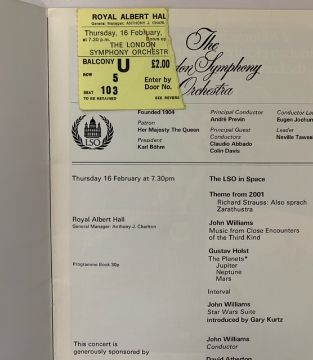 ROYAL ALBERT HAL
General Manager: ANTHONY J. CHARL
Thursday, 16 February,
at 7.30 p.m.
THE LONDON
SYMPHONY ORCHESTR
BALCONY U £2.00
ROW 5
SEAT 103
Enter by
Door No.
TO BE RETAINED
SEE REVERSE
The
don Symphony
Orchestra
Founded 1904
Patron
Her Majesty The Queen
President
Karl Böhm
Principal Conductor
André Previn
Principal Guest
Conductors
Claudio Abbado
Colin Davis
Conductor Lau
Eugen Jochum
Leader
Neville Tawee
LSO
Thursday 16 February at 7.30pm
Royal Albert Hall
General Manager: Anthony J. Charlton
Programme Book 30p
This concert is
generously sponsored by
The LSO in Space
Theme from 2001
Richard Strauss: Also sprach
Zarathustra
John Williams
Music from Close Encounters
of the Third Kind
Gustav Holst
The Planets*
Jupiter
Neptune
Mars
Interval
John Williams
Star Wars Suite
introduced by Gary Kurtz
John Williams
Conductor
David Atherton